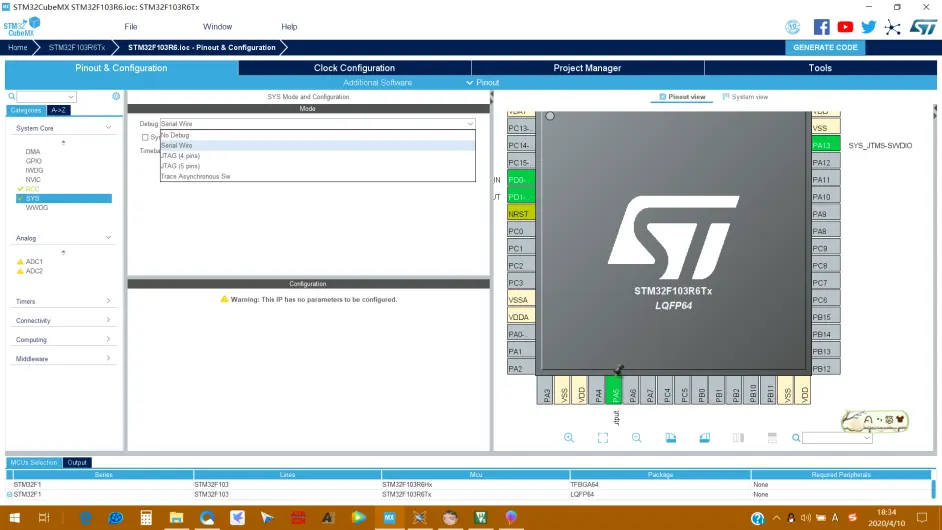 STM32CubeMX STM32F103R6.ioc: STM32F103R6Tx
STM32 CubeMX
File Window Help
Home STM32F103R6Tx STM32F103R6.ioc - Pinout & Configuration GENERATE CODE
Pinout & Configuration Clock Configuration Project Manager Tools
Additional Software Pinout
SYS Mode and Configuration
Pinout view System view
Categories A->Z
Mode
System Core
Debug Serial Wire
No Debug
Serial Wire
JTAG (4 pins)
JTAG (5 pins)
Trace Asynchronous Sw
Sy
Timeba
DMA
GPIO
IWDG
NVIC
RCC
SYS
WWDG
Analog
ADC1
ADC2
Timers
Connectivity
Computing
Middleware
Configuration
Warning: This IP has no parameters to be configured.
VBAT
PC13-
PC14-
PC15-
IN PD0-
UT PD1-
NRST
PC0
PC1
PC2
PC3
VSSA
VDDA
PA0-
PA1
PA2
STM32F103R6Tx
LQFP64
VDD
VSS
PA13 SYS_JTMS-SWDIO
PA12
PA11
PA10
PA9
PA8
PC9
PC8
PC7
PC6
PB15
PB14
PB13
PB12
PA3 VSS VDD PA4 PA5 PA6 PA7 PC4 PC5 PB0 PB1 PB2 PB10 PB11 VSS VDD
utput
MCUs Selection Output
Series Lines Mcu Package Required Peripherals
STM32F1 STM32F103 STM32F103R6Hx TFBGA64 None
STM32F1 STM32F103 STM32F103R6Tx LQFP64 None
MX
18:34
2020/4/10